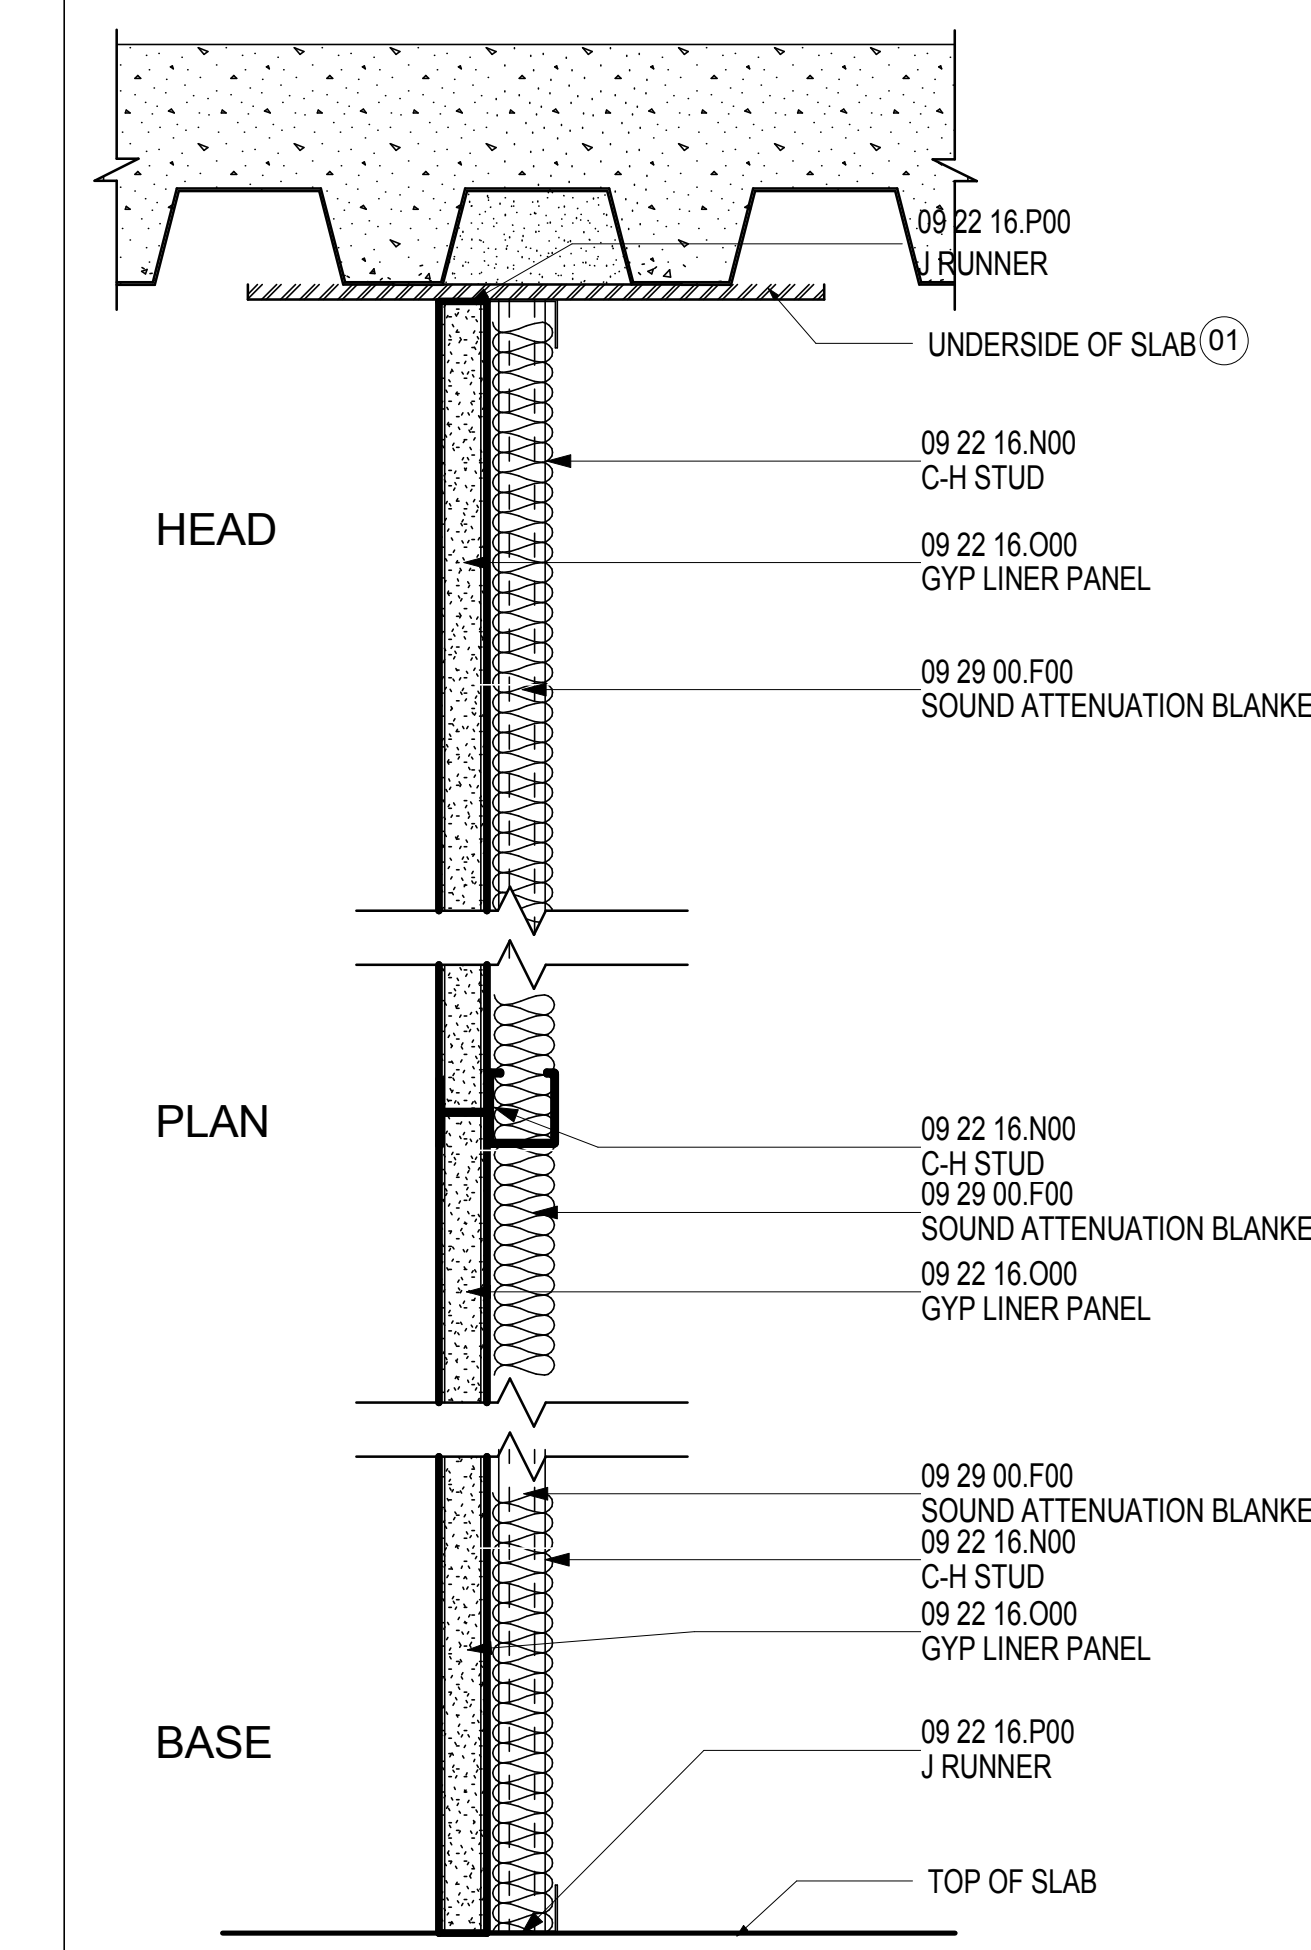 09 22 16.P00
J RUNNER
UNDERSIDE OF SLAB 01
09 22 16.N00
C-H STUD
HEAD
09 22 16.O00
GYP LINER PANEL
09 29 00.F00
SOUND ATTENUATION BLANKE
PLAN
09 22 16.N00
C-H STUD
09 29 00.F00
SOUND ATTENUATION BLANKE
09 22 16.O00
GYP LINER PANEL
09 29 00.F00
SOUND ATTENUATION BLANKE
09 22 16.N00
C-H STUD
09 22 16.O00
GYP LINER PANEL
BASE
09 22 16.P00
J RUNNER
TOP OF SLAB